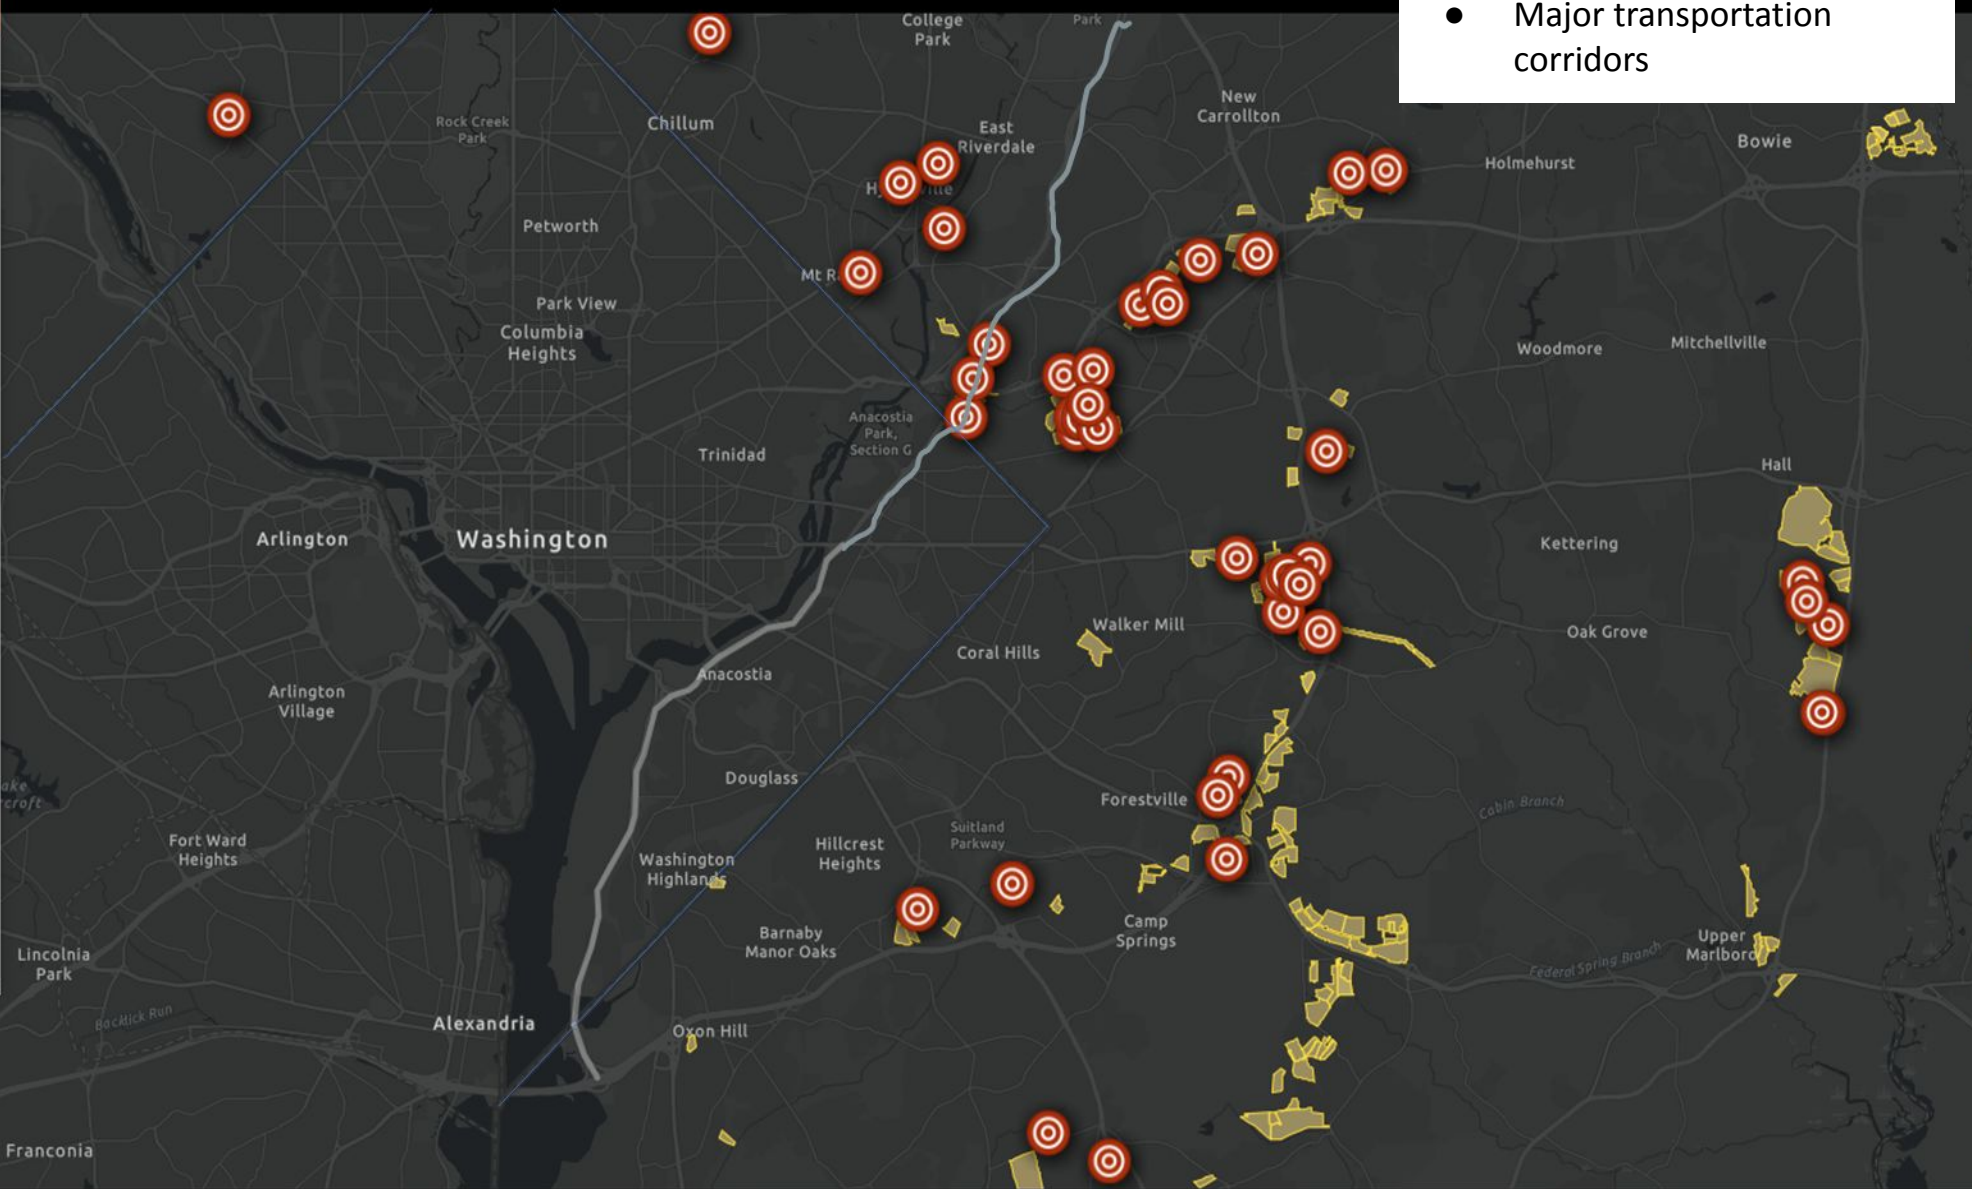 ● Major transportation
corridors
College
Park
Park
New
Carrollton
Rock Creek
Park
Chillum
East
Riverdale
Bowie
Holmehurst
Petworth
Mt R
Park View
Columbia
Heights
Woodmore
Mitchellville
Anacostia
Park,
Section G
Trinidad
Hall
Arlington
Washington
Kettering
Walker Mill
Oak Grove
Coral Hills
Anacostia
Arlington
Village
Douglass
Forestville
Cabin Branch
Suitland
Parkway
Fort Ward
Heights
Hillcrest
Heights
Washington
Highlands
Camp
Springs
Barnaby
Manor Oaks
Upper
Marlboro
Lincolnia
Park
Federal Spring Branch
Backlick Run
Alexandria
Oxon Hill
Franconia